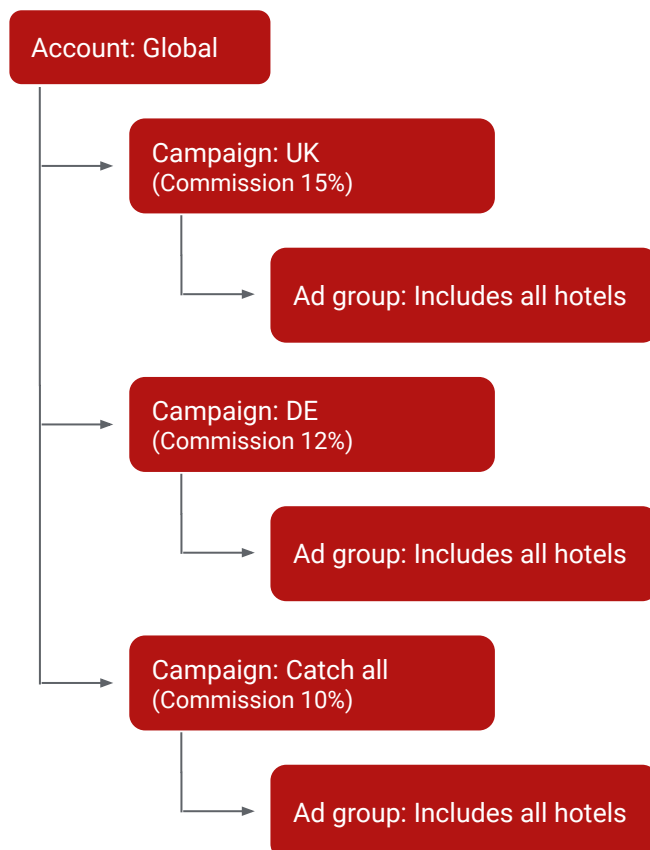 Account: Global
Campaign: UK
(Commission 15%)
Ad group: Includes all hotels
Campaign: DE
(Commission 12%)
Ad group: Includes all hotels
Campaign: Catch all
(Commission 10%)
Ad group: Includes all hotels